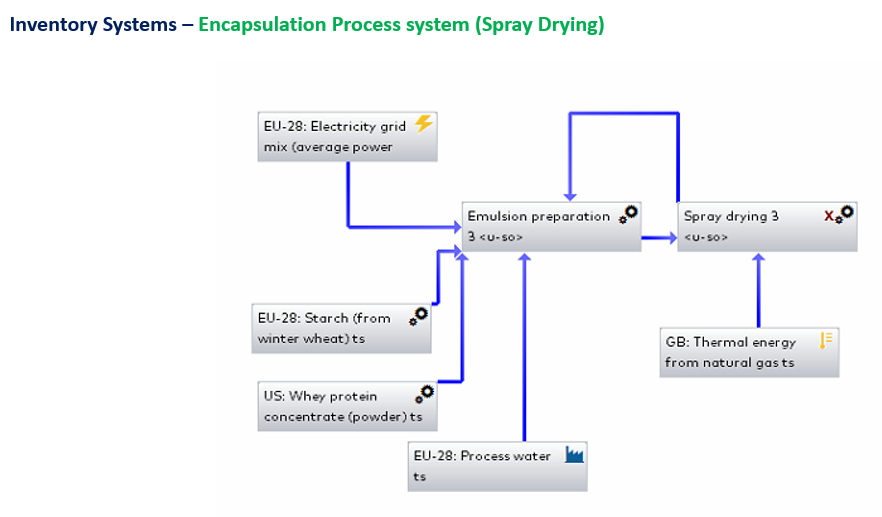 Inventory Systems – Encapsulation Process system (Spray Drying)
EU-28: Electricity grid
mix (average power
Emulsion preparation
3 <u-so>
Spray drying 3
<u-so>
X
EU-28: Starch (from
winter wheat) ts
GB: Thermal energy
from natural gas ts
US: Whey protein
concentrate (powder) ts
EU-28: Process water
ts